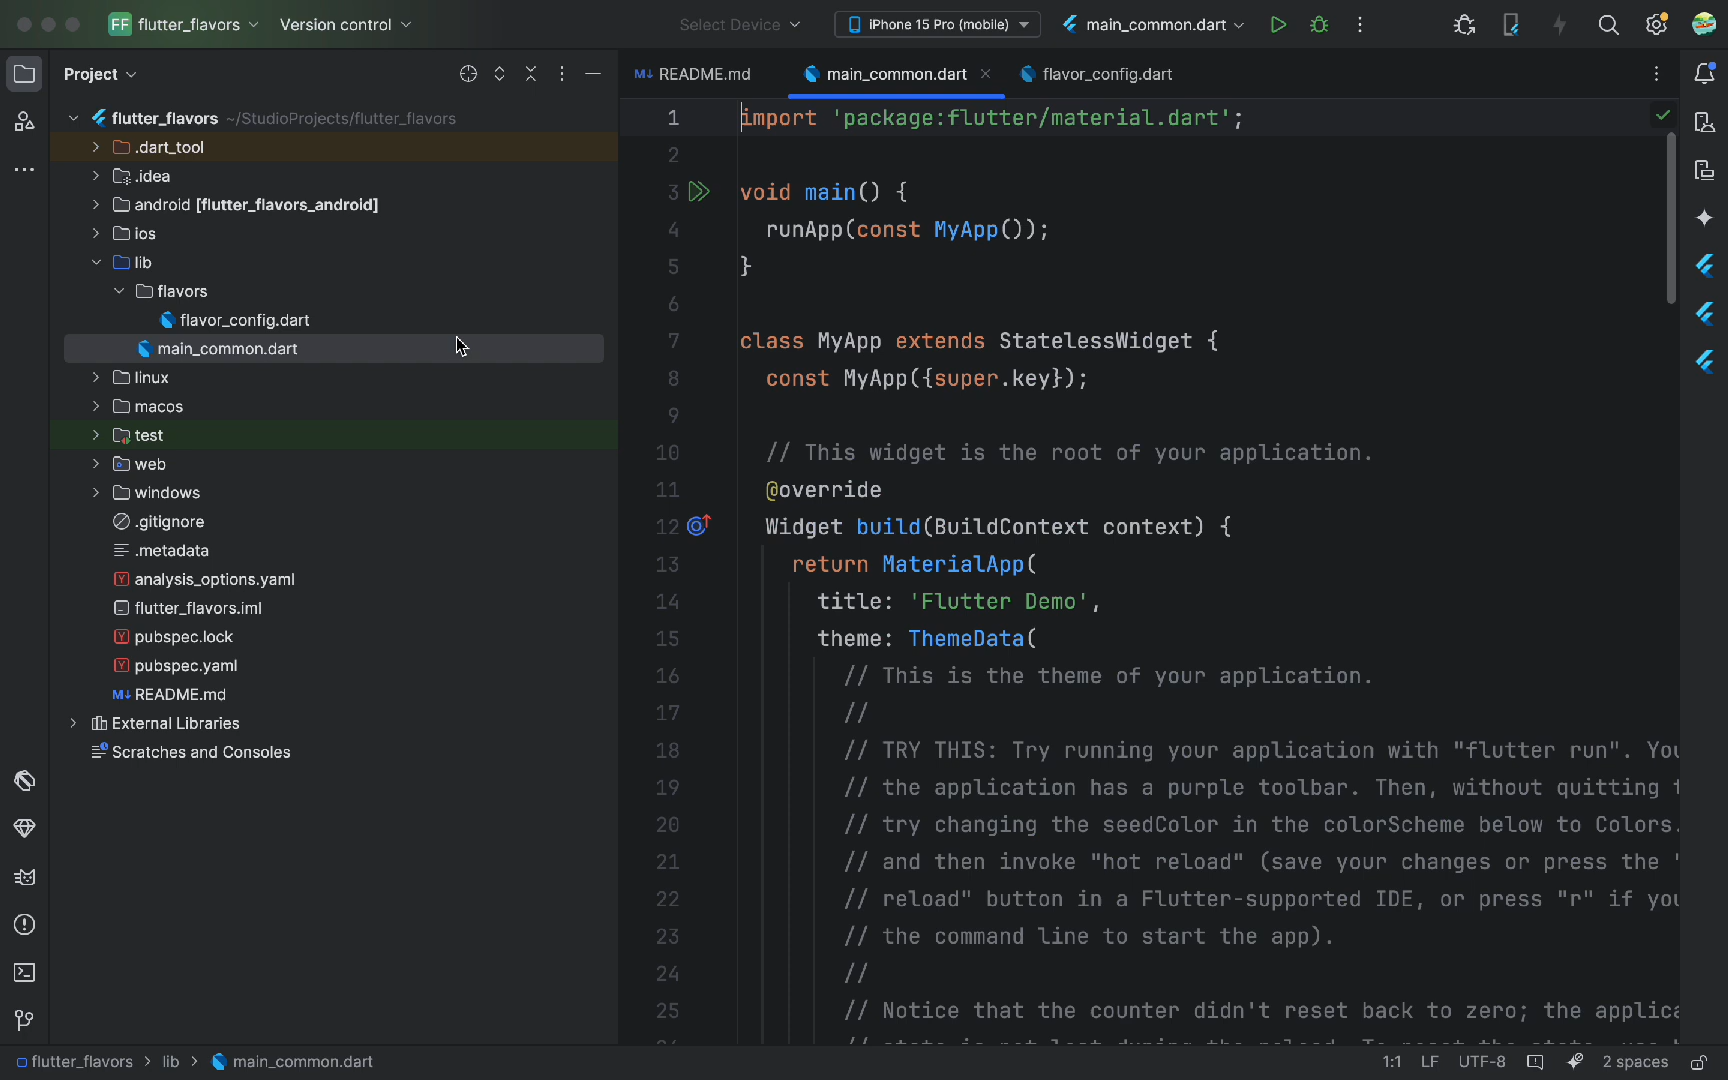 FF flutter_flavors Version control Select Device iPhone 15 Pro (mobile) main_common.dart
Project
flutter_flavors ~/StudioProjects/flutter_flavors
.dart_tool
.idea
android [flutter_flavors_android]
ios
lib
flavors
flavor_config.dart
main_common.dart
linux
macos
test
web
windows
.gitignore
.metadata
analysis_options.yaml
flutter_flavors.iml
pubspec.lock
pubspec.yaml
M↓ README.md
External Libraries
Scratches and Consoles
M↓ README.md main_common.dart flavor_config.dart
1 import 'package:flutter/material.dart';
2
3 void main() {
4 runApp(const MyApp());
5 }
6
7 class MyApp extends StatelessWidget {
8 const MyApp({super.key});
9
10 // This widget is the root of your application.
11 @override
12 Widget build(BuildContext context) {
13 return MaterialApp(
14 title: 'Flutter Demo',
15 theme: ThemeData(
16 // This is the theme of your application.
17 //
18 // TRY THIS: Try running your application with "flutter run". You
19 // the application has a purple toolbar. Then, without quitting
20 // try changing the seedColor in the colorScheme below to Colors.
21 // and then invoke "hot reload" (save your changes or press the "
22 // reload" button in a Flutter-supported IDE, or press "r" if you
23 // the command line to start the app).
24 //
25 // Notice that the counter didn't reset back to zero; the applica
flutter_flavors > lib > main_common.dart 1:1 LF UTF-8 2 spaces